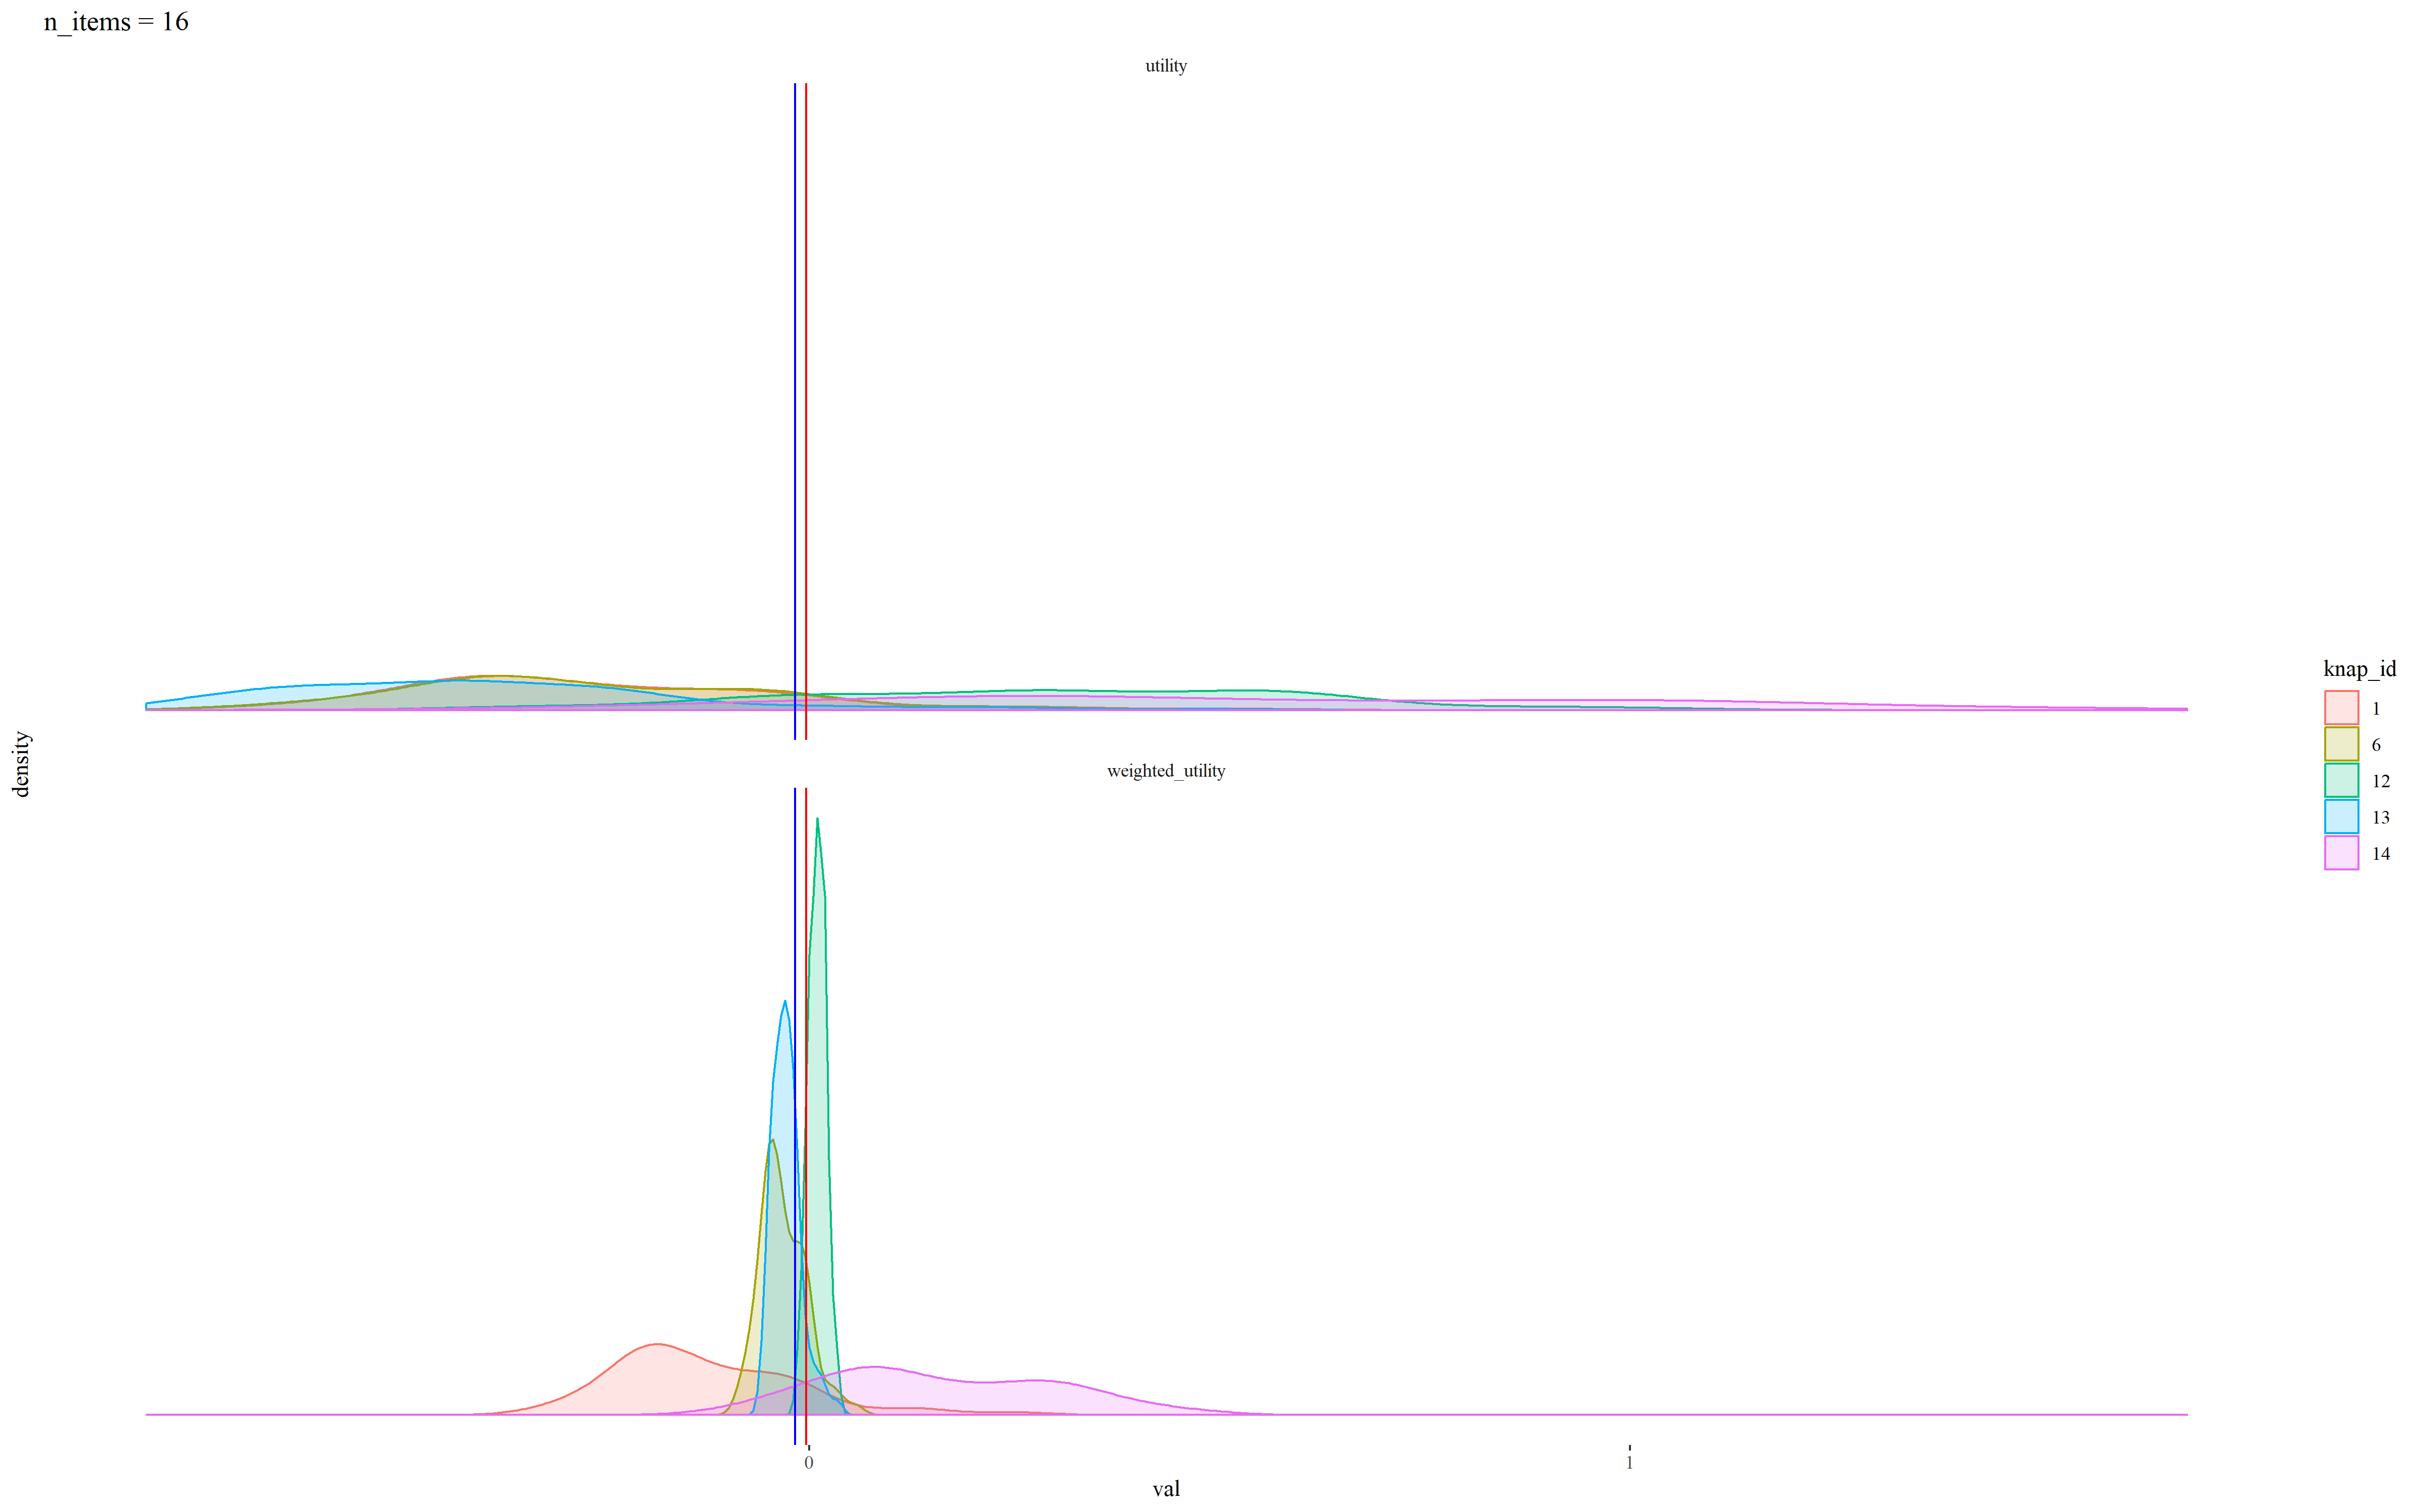 n_items = 16
utility
density
weighted_utility
knap_id
1
6
12
13
14
0
1
val